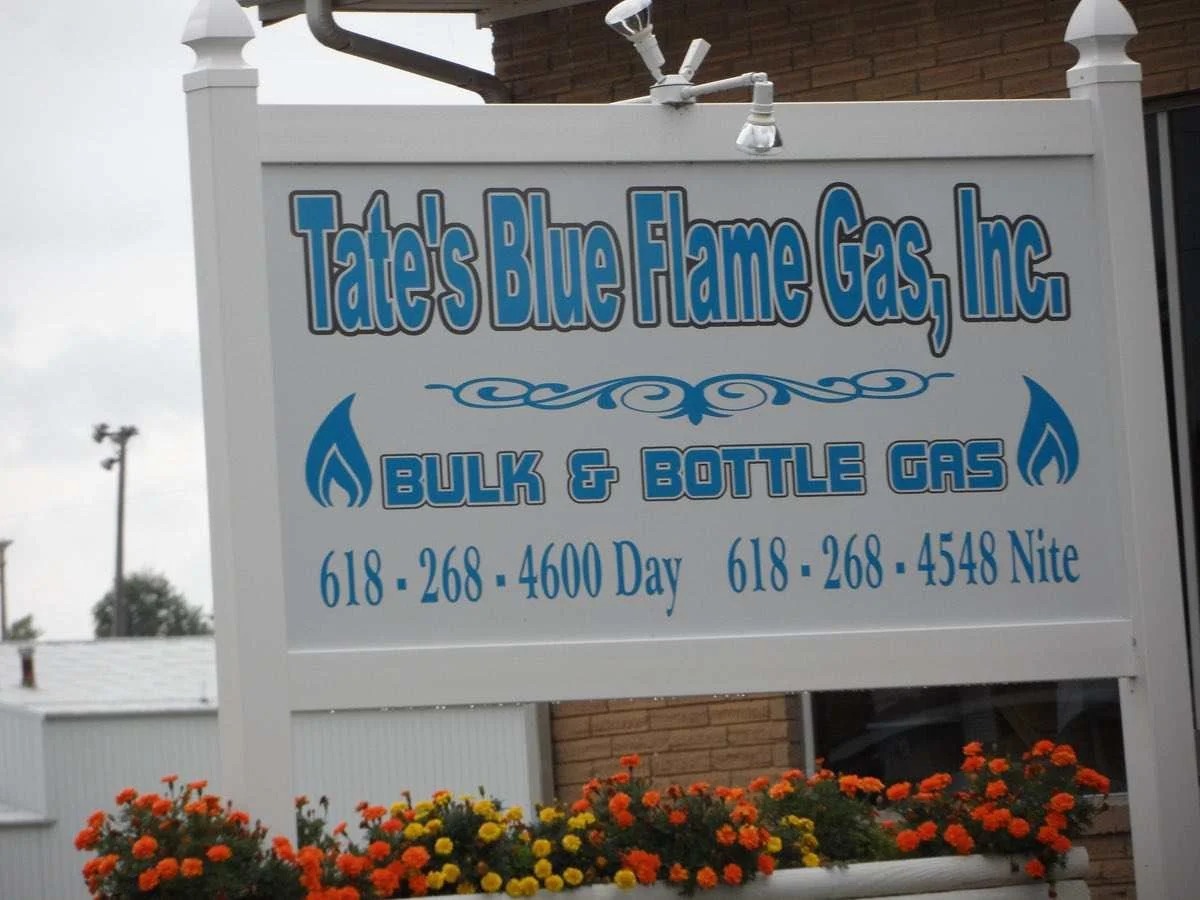 Tate's Blue Flame Gas, Inc.
BULK & BOTTLE GAS
618 - 268 - 4600 Day 618 - 268 - 4548 Nite